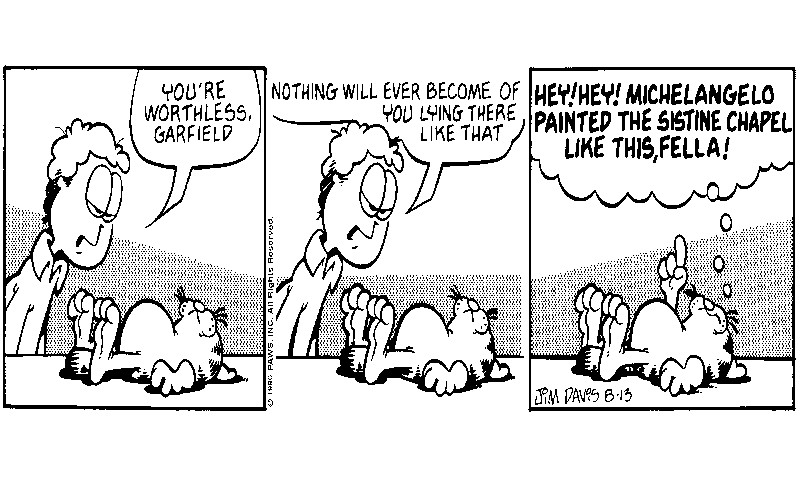 YOU'RE
WORTHLESS,
GARFIELD
NOTHING WILL EVER BECOME OF
YOU LYING THERE
LIKE THAT
HEY! HEY! MICHELANGELO
PAINTED THE SISTINE CHAPEL
LIKE THIS, FELLA!
PAWS, INC. All Rights Reserved.
JIM DAVIS 8-13